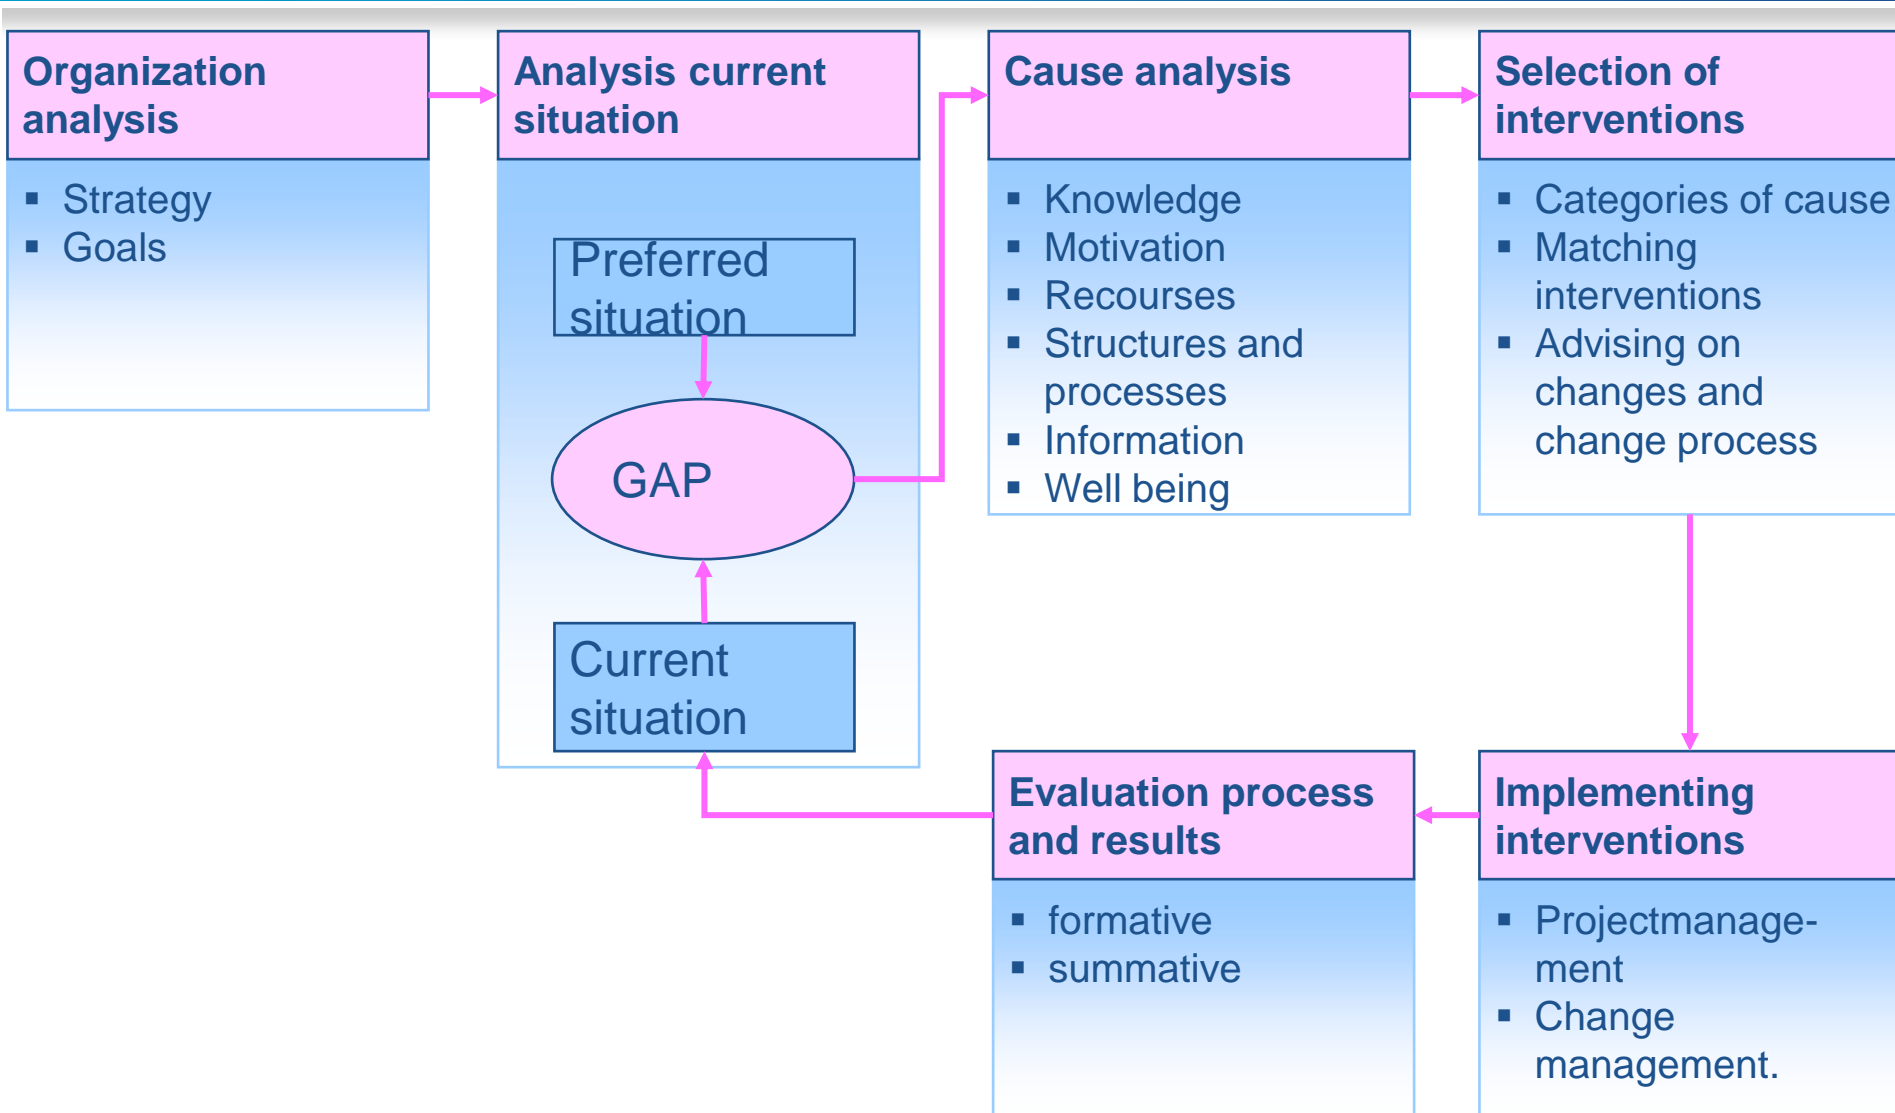 Organization
analysis
▪ Strategy
▪ Goals
Analysis current
situation
Preferred
situation
GAP
Current
situation
Cause analysis
▪ Knowledge
▪ Motivation
▪ Recourses
▪ Structures and
processes
▪ Information
▪ Well being
Selection of
interventions
▪ Categories of cause
▪ Matching
interventions
▪ Advising on
changes and
change process
Implementing
interventions
▪ Projectmanage-
ment
▪ Change
management.
Evaluation process
and results
▪ formative
▪ summative